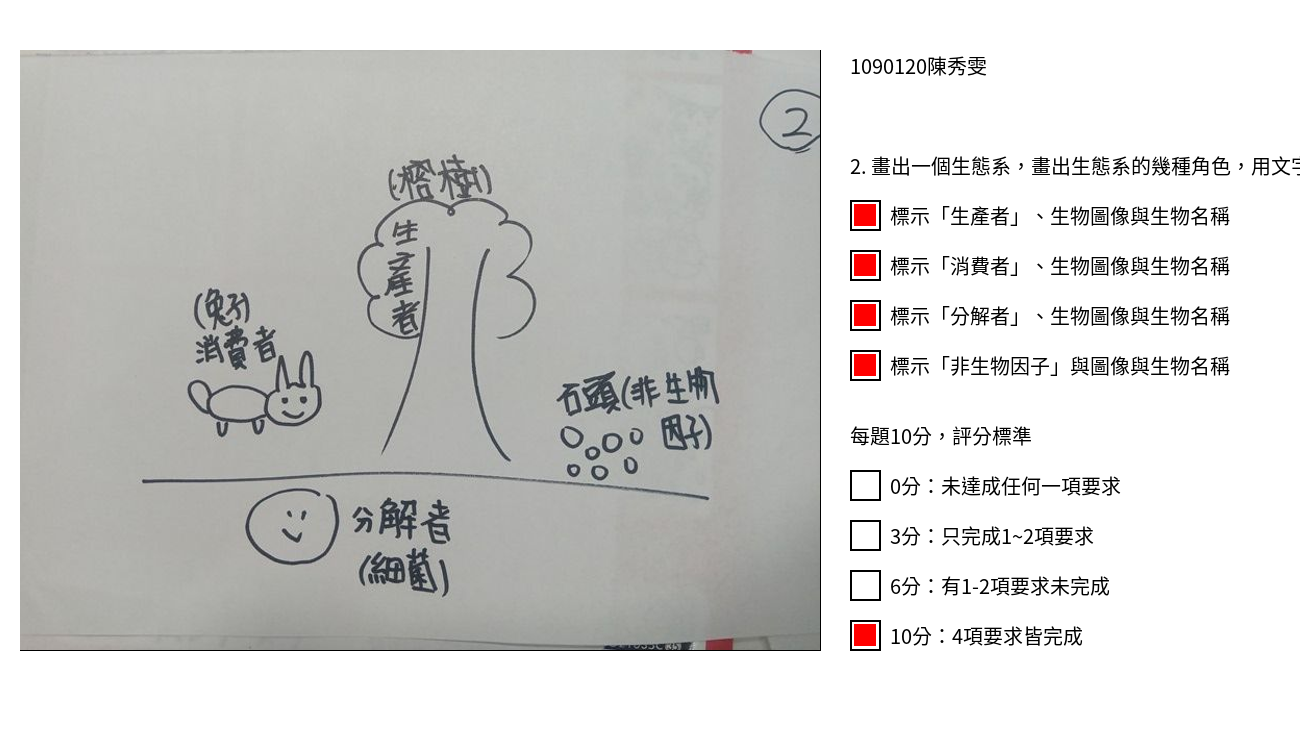 ②
(榕樹)
生
產
者
(兔子)
消費者
石頭(非生物
因子)
分解者
(細菌)
1090120陳秀雯
2. 畫出一個生態系，畫出生態系的幾種角色，用文字
標示「生產者」、生物圖像與生物名稱
標示「消費者」、生物圖像與生物名稱
標示「分解者」、生物圖像與生物名稱
標示「非生物因子」與圖像與生物名稱
每題10分，評分標準
0分：未達成任何一項要求
3分：只完成1~2項要求
6分：有1-2項要求未完成
10分：4項要求皆完成